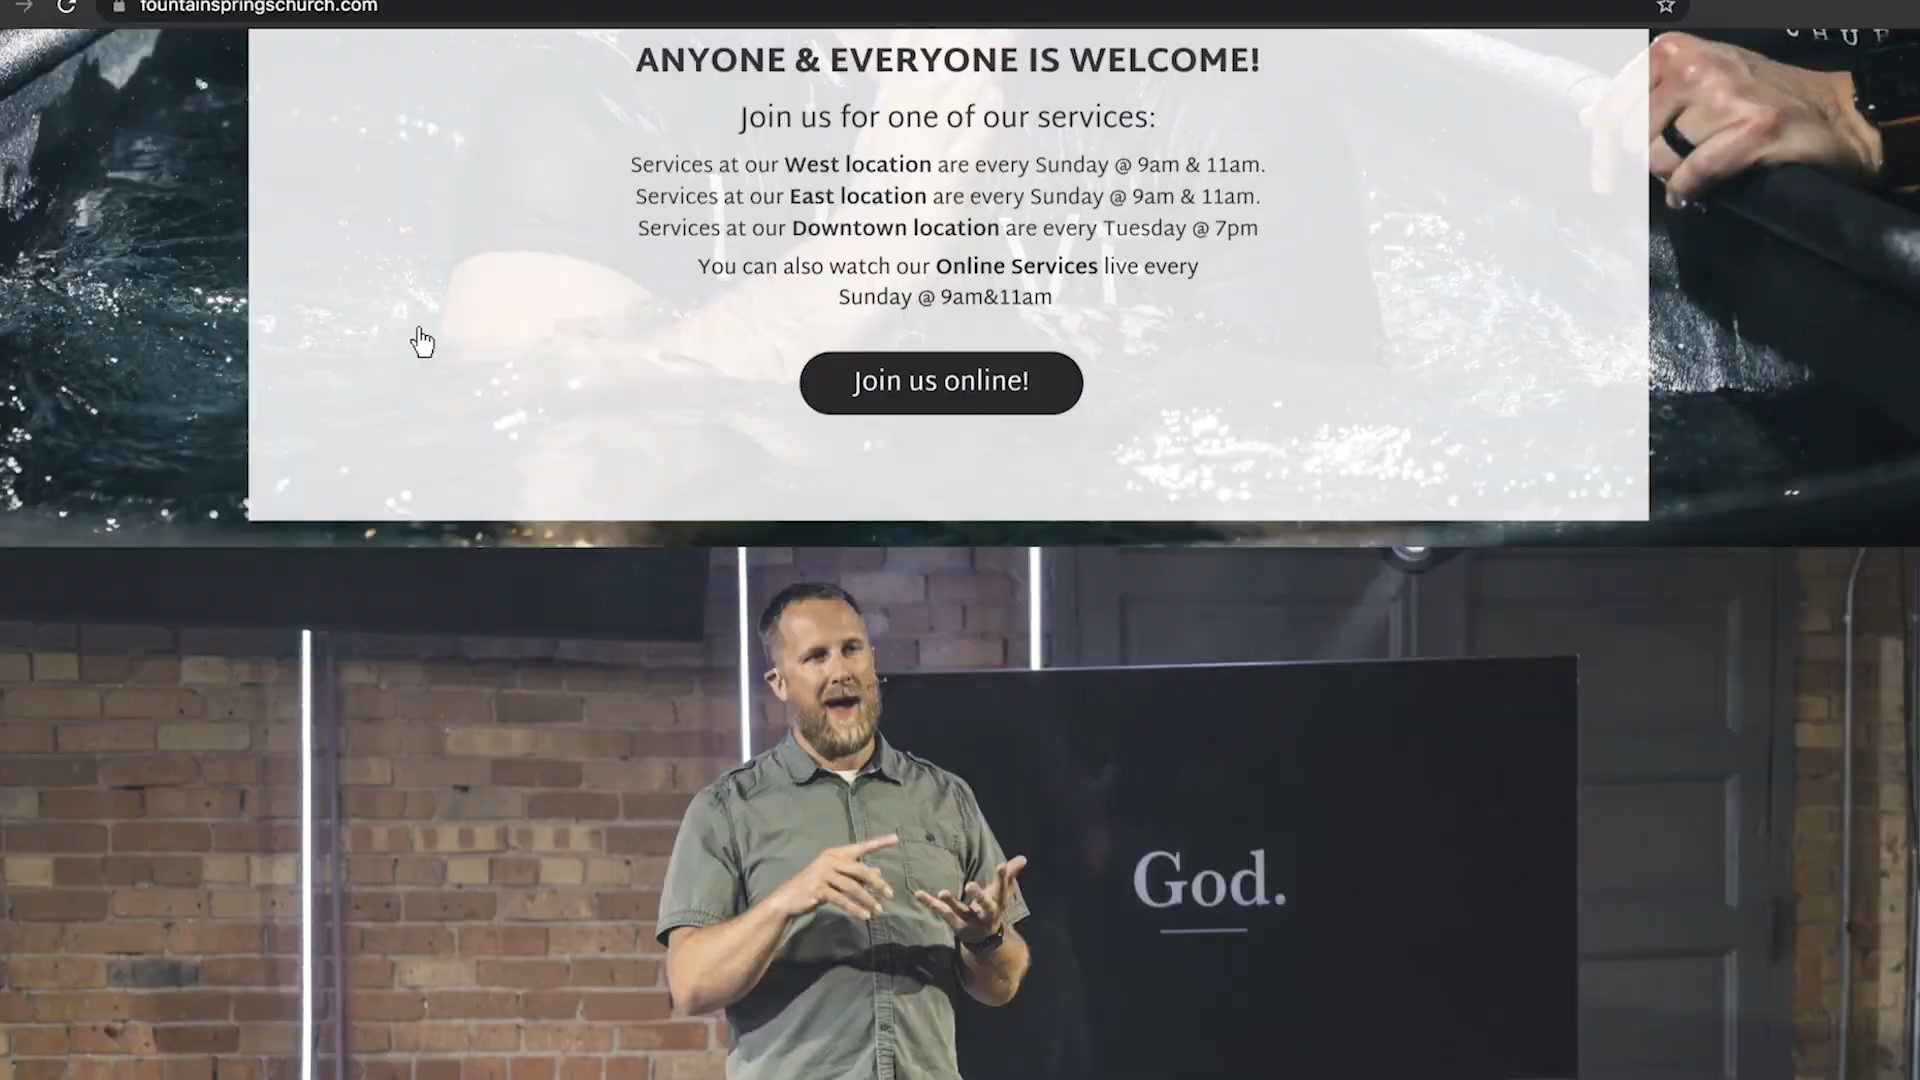 fountainspringschurch.com
CHUR
ANYONE & EVERYONE IS WELCOME!
Join us for one of our services:
Services at our West location are every Sunday @ 9am & 11am.
Services at our East location are every Sunday @ 9am & 11am.
Services at our Downtown location are every Tuesday @ 7pm
You can also watch our Online Services live every
Sunday @ 9am&11am
Join us online!
God.